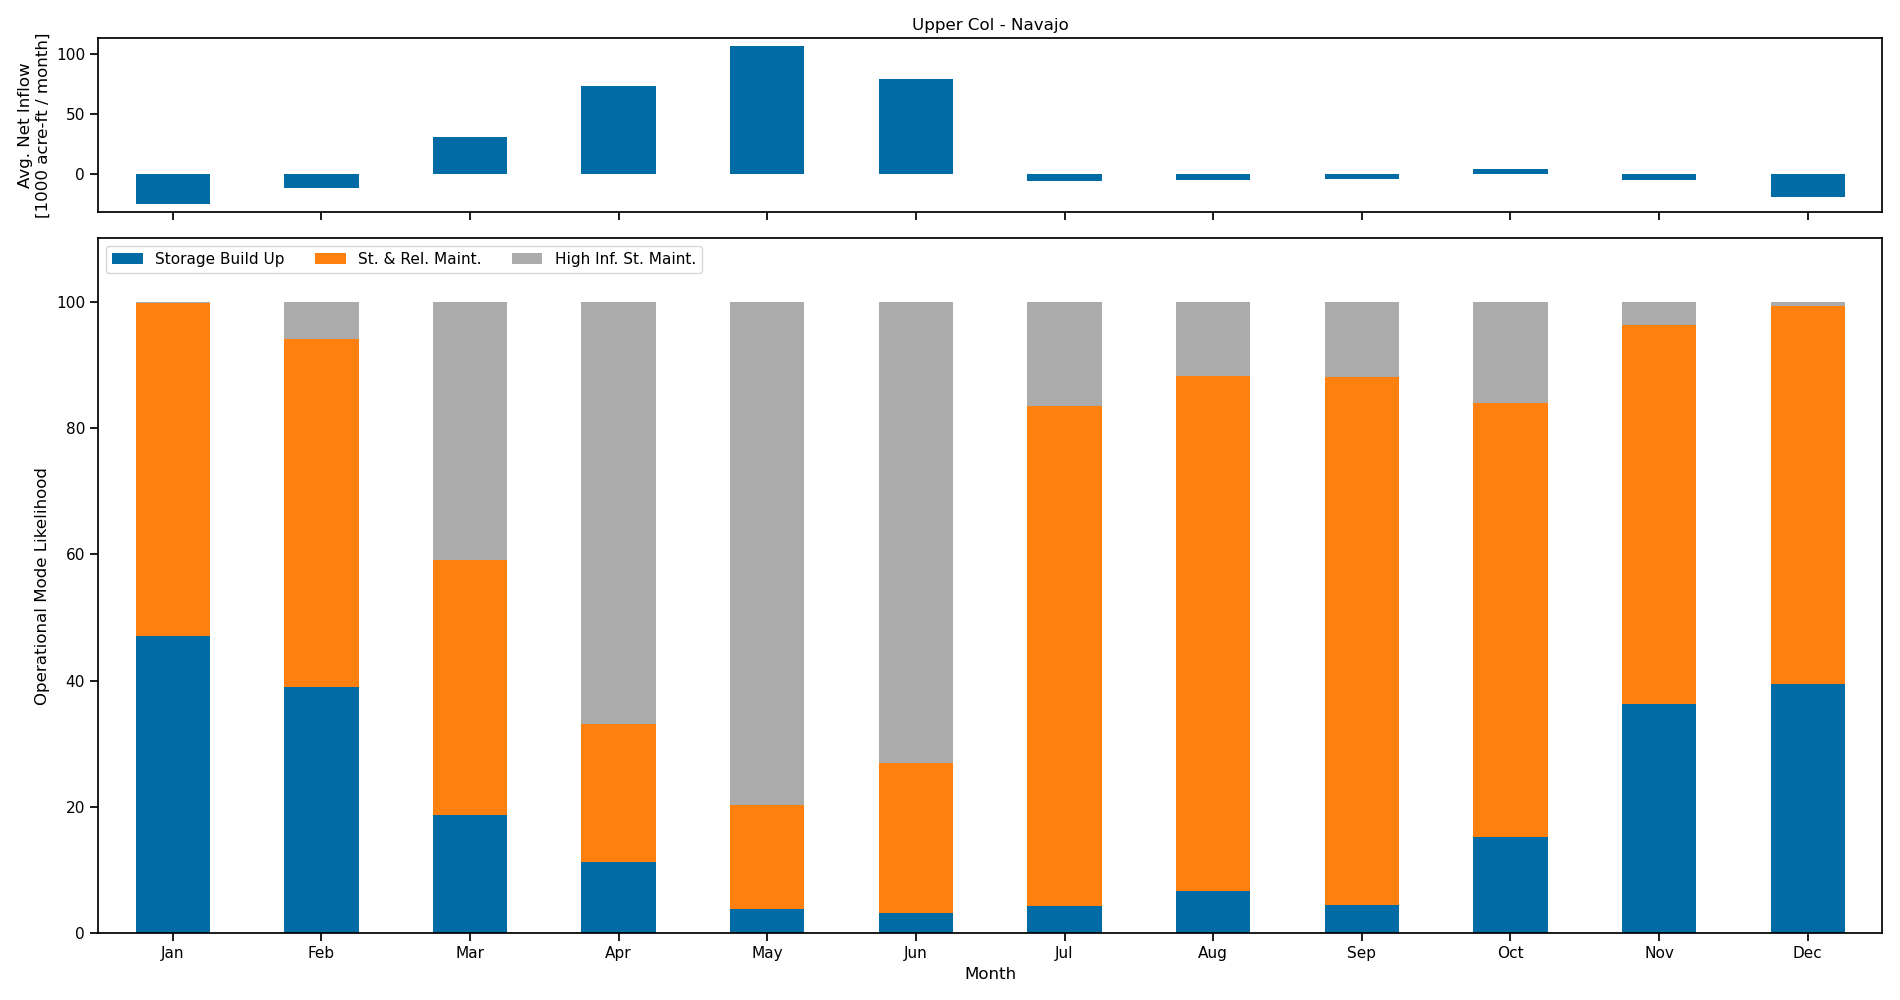 Upper Col - Navajo
Avg. Net Inflow
[1000 acre-ft / month]
100
50
0
Storage Build Up
St. & Rel. Maint.
High Inf. St. Maint.
Operational Mode Likelihood
100
80
60
40
20
0
Jan
Feb
Mar
Apr
May
Jun
Jul
Aug
Sep
Oct
Nov
Dec
Month